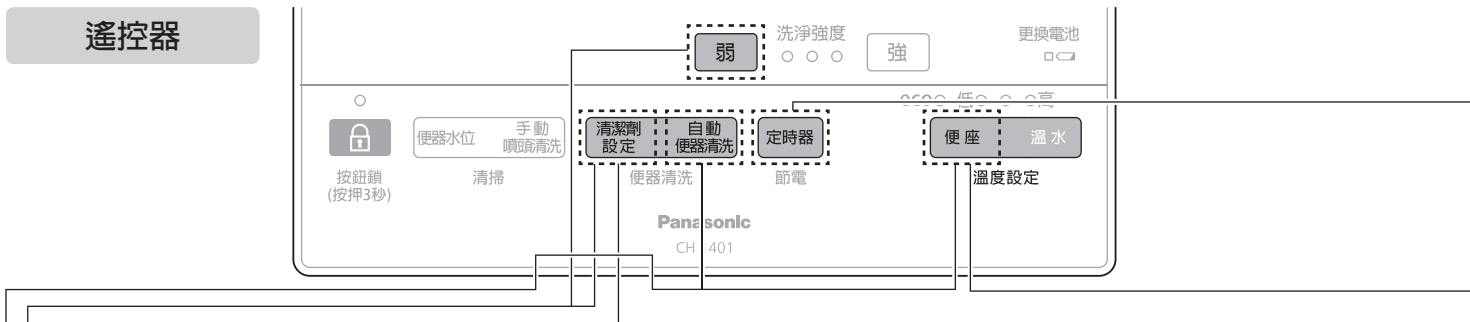 遙控器
弱
洗淨強度
強
更換電池
低
高
便器水位
手動
噴頭清洗
清潔劑
設定
自動
便器清洗
定時器
便座
溫水
按鈕鎖
(按押3秒)
清掃
便器清洗
節電
溫度設定
Panasonic
CH 1401